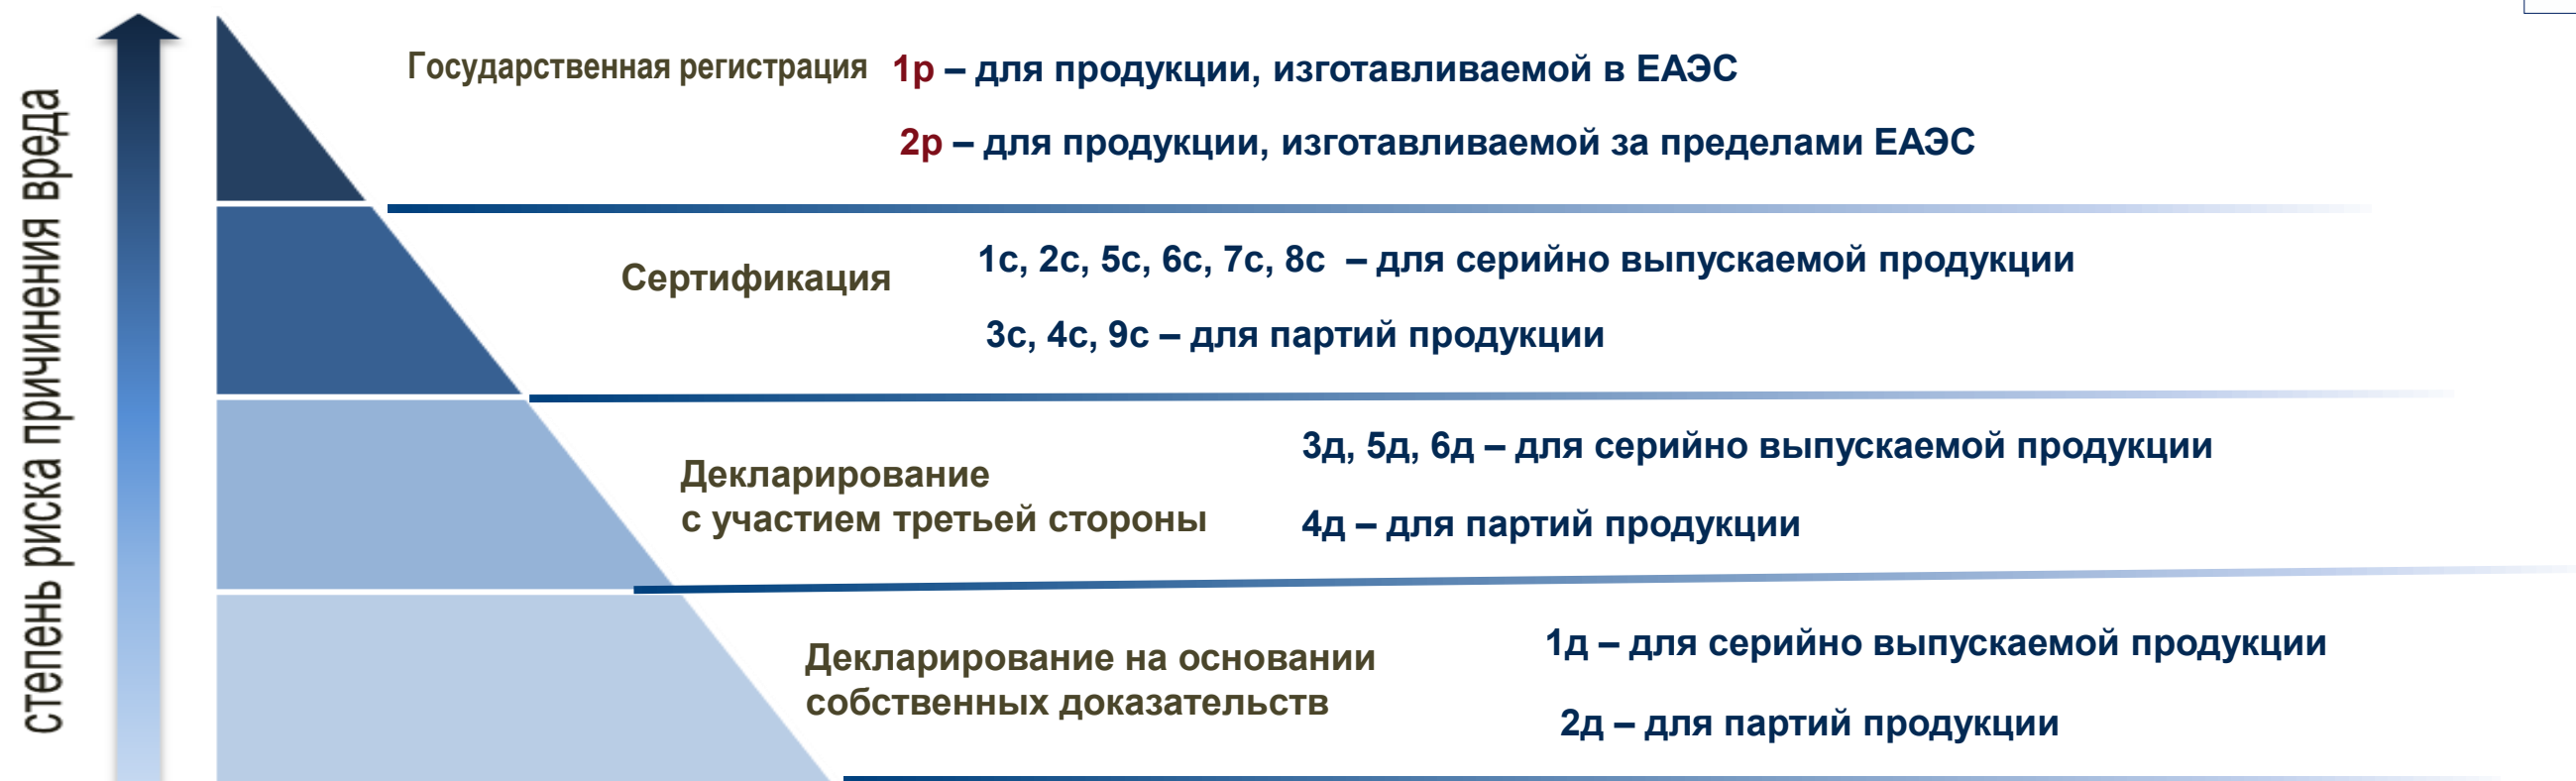 степень риска причинения вреда
Государственная регистрация 1р – для продукции, изготавливаемой в ЕАЭС
2р – для продукции, изготавливаемой за пределами ЕАЭС
Сертификация
1с, 2с, 5с, 6с, 7с, 8с – для серийно выпускаемой продукции
3с, 4с, 9с – для партий продукции
Декларирование
с участием третьей стороны
3д, 5д, 6д – для серийно выпускаемой продукции
4д – для партий продукции
Декларирование на основании
собственных доказательств
1д – для серийно выпускаемой продукции
2д – для партий продукции